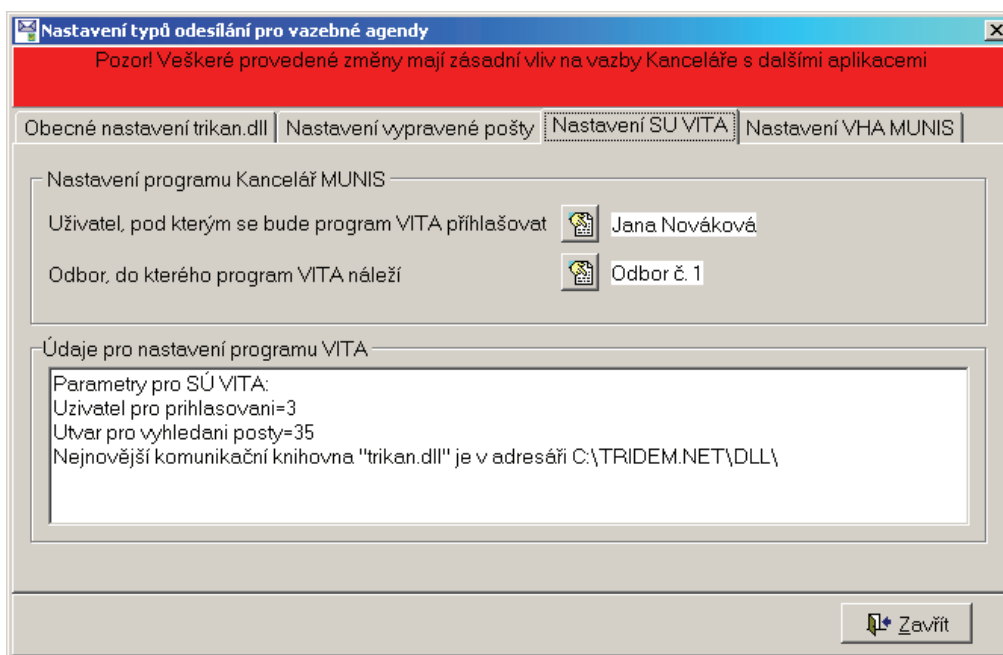 Nastavení typů odesílání pro vazebné agendy
Pozor! Veškeré provedené změny mají zásadní vliv na vazby Kanceláře s dalšími aplikacemi
Obecné nastavení trikan.dll
Nastavení vypravené pošty
Nastavení SU VITA
Nastavení VHA MUNIS
Nastavení programu Kancelář MUNIS
Uživatel, pod kterým se bude program VITA přihlašovat
Jana Nováková
Odbor, do kterého program VITA náleží
Odbor č. 1
Údaje pro nastavení programu VITA
Parametry pro SÚ VITA:
Uzivatel pro prihlasovani=3
Utvar pro vyhledani posty=35
Nejnovější komunikační knihovna "trikan.dll" je v adresáři C:\TRIDEM.NET\DLL\
Zavřít